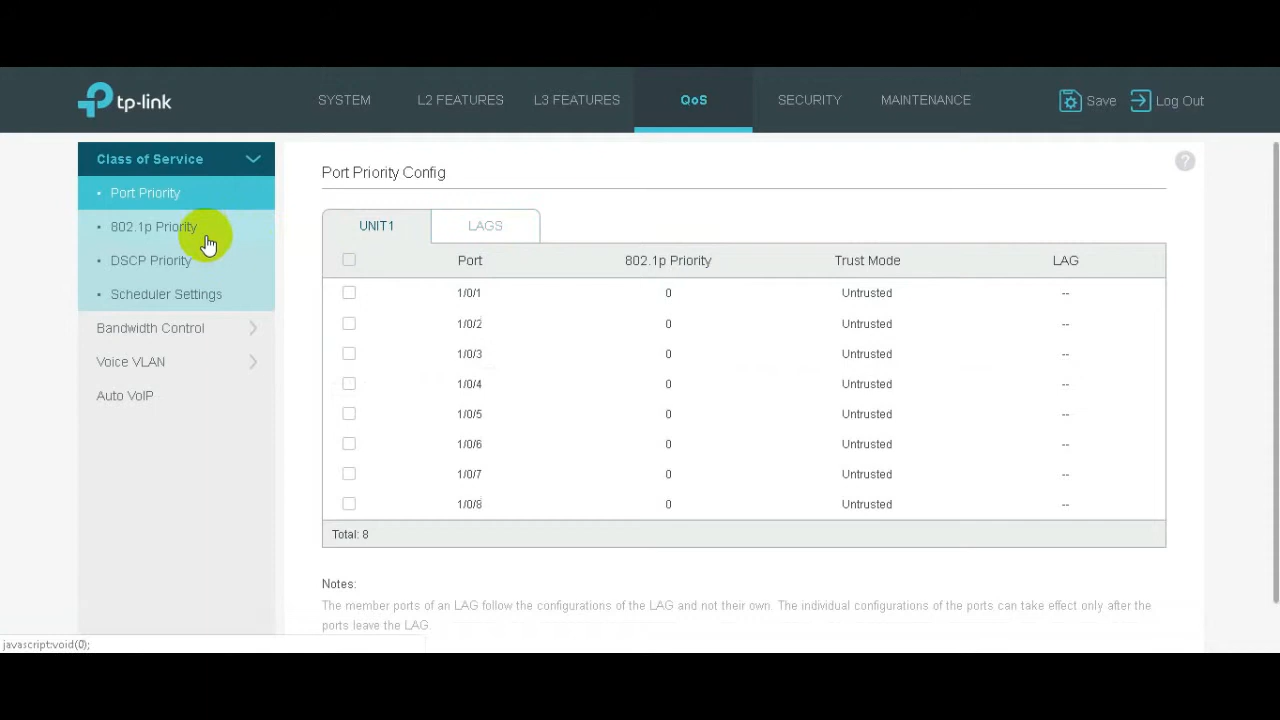 tp-link
SYSTEM L2 FEATURES L3 FEATURES QoS SECURITY MAINTENANCE Save Log Out
Class of Service
• Port Priority
• 802.1p Priority
• DSCP Priority
• Scheduler Settings
Bandwidth Control
Voice VLAN
Auto VoIP
Port Priority Config
?
UNIT1 LAGS
Port 802.1p Priority Trust Mode LAG
1/0/1 0 Untrusted --
1/0/2 0 Untrusted --
1/0/3 0 Untrusted --
1/0/4 0 Untrusted --
1/0/5 0 Untrusted --
1/0/6 0 Untrusted --
1/0/7 0 Untrusted --
1/0/8 0 Untrusted --
Total: 8
Notes:
The member ports of an LAG follow the configurations of the LAG and not their own. The individual configurations of the ports can take effect only after the
ports leave the LAG.
javascript:void(0);